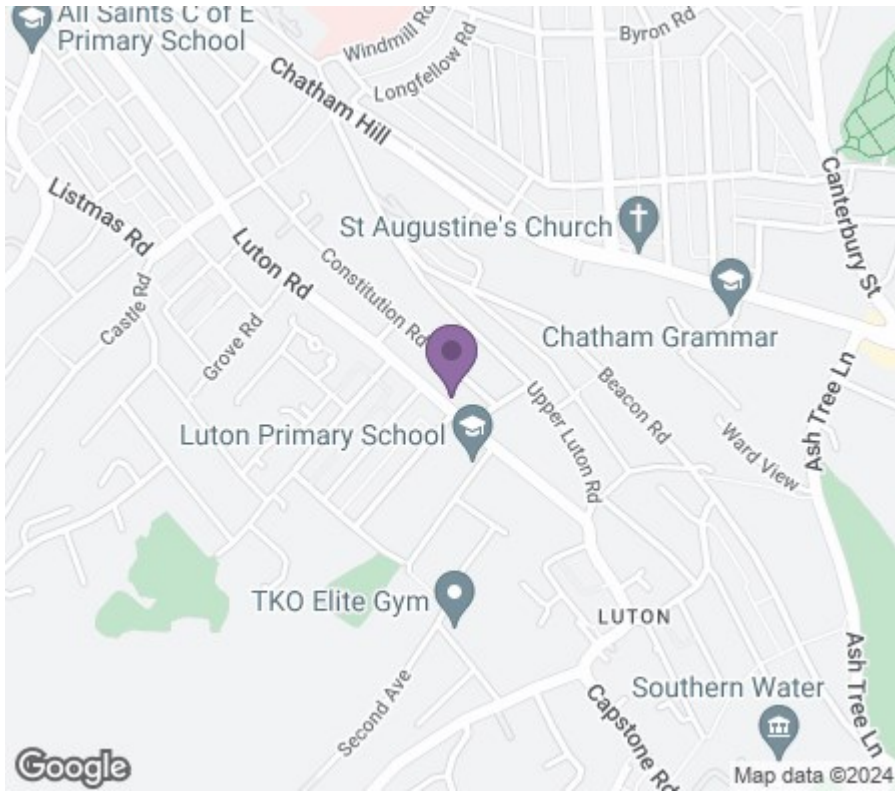 All Saints C of E
Primary School
Windmill Rd
Longfellow Rd
Byron Rd
Chatham Hill
Canterbury St
Listmas Rd
Luton Rd
Constitution Rd
St Augustine's Church
Castle Rd
Grove Rd
Chatham Grammar
Luton Primary School
Upper Luton Rd
Beacon Rd
Ward View
Ash Tree Ln
TKO Elite Gym
LUTON
Second Ave
Southern Water
Capstone Rd
Ash Tree Ln
Google
Map data ©2024